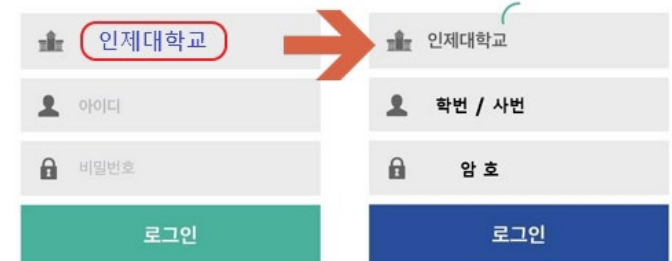 인제대학교
아이디
비밀번호
로그인
인제대학교
학번 / 사번
암 호
로그인